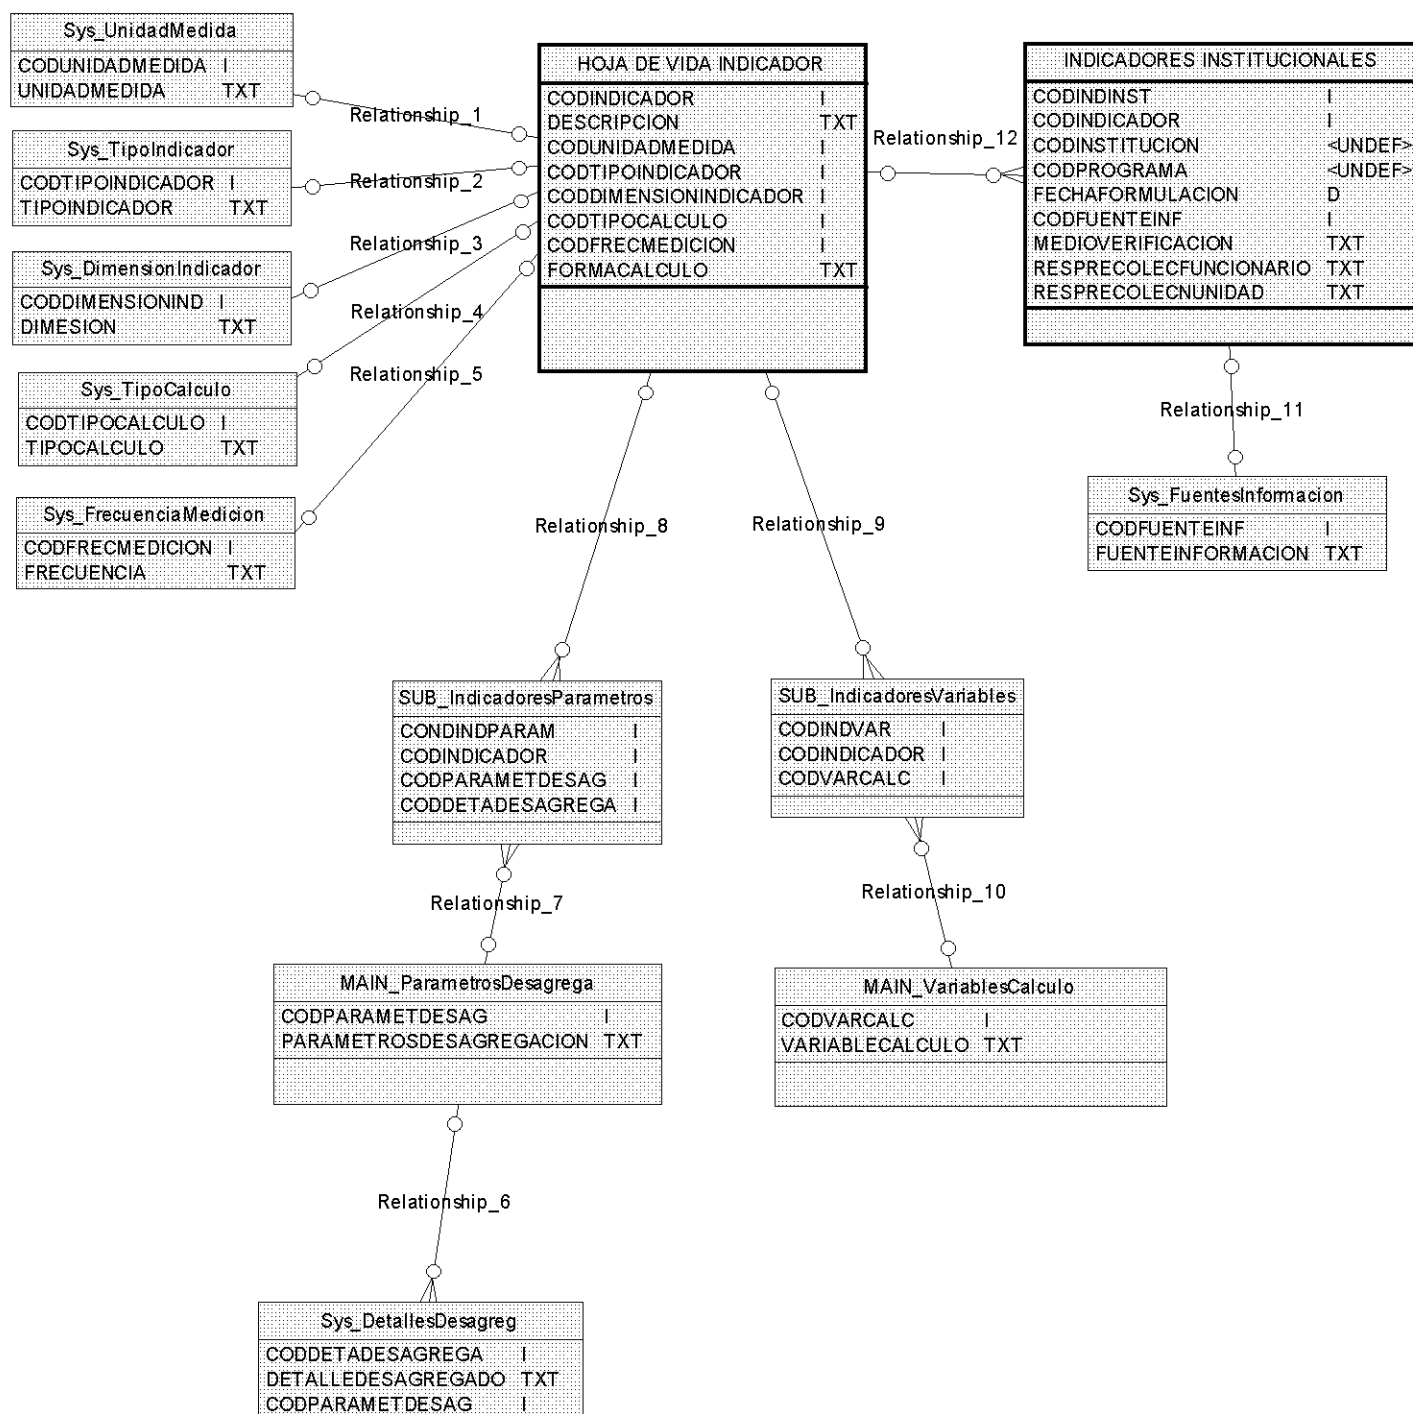 Sys_UnidadMedida
CODUNIDADMEDIDA I
UNIDADMEDIDA TXT
Relationship_1
Sys_TipoIndicador
CODTIPOINDICADOR I
TIPOINDICADOR TXT
Relationship_2
Sys_DimensionIndicador
CODDIMENSIONIND I
DIMESION TXT
Relationship_3
Sys_TipoCalculo
CODTIPOCALCULO I
TIPOCALCULO TXT
Relationship_4
Sys_FrecuenciaMedicion
CODFRECMEDICION I
FRECUENCIA TXT
Relationship_5
HOJA DE VIDA INDICADOR
CODINDICADOR I
DESCRIPCION TXT
CODUNIDADMEDIDA I
CODTIPOINDICADOR I
CODDIMENSIONINDICADOR I
CODTIPOCALCULO I
CODFRECMEDICION I
FORMACALCULO TXT
Relationship_12
INDICADORES INSTITUCIONALES
CODINDINST I
CODINDICADOR I
CODINSTITUCION <UNDEF>
CODPROGRAMA <UNDEF>
FECHAFORMULACION D
CODFUENTEINF I
MEDIOVERIFICACION TXT
RESPRECOLECFUNCIONARIO TXT
RESPRECOLECNUNIDAD TXT
Relationship_11
Sys_FuentesInformacion
CODFUENTEINF I
FUENTEINFORMACION TXT
Relationship_8
Relationship_9
SUB_IndicadoresParametros
CONDINDPARAM I
CODINDICADOR I
CODPARAMETDESAG I
CODDETADESAGREGA I
SUB_IndicadoresVariables
CODINDVAR I
CODINDICADOR I
CODVARCALC I
Relationship_7
Relationship_10
MAIN_ParametrosDesagrega
CODPARAMETDESAG I
PARAMETROSDESAGREGACION TXT
MAIN_VariablesCalculo
CODVARCALC I
VARIABLECALCULO TXT
Relationship_6
Sys_DetallesDesagreg
CODDETADESAGREGA I
DETALLEDESAGREGADO TXT
CODPARAMETDESAG I